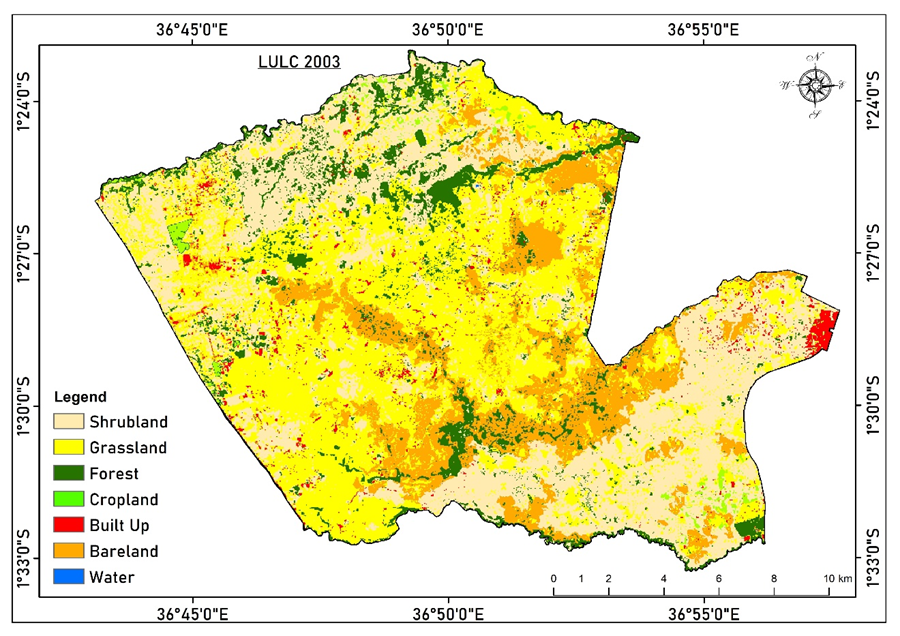 36°45'0"E 36°50'0"E 36°55'0"E
LULC 2003
N
W E
S
1°24'0"S 1°24'0"S
1°27'0"S 1°27'0"S
1°30'0"S 1°30'0"S
1°33'0"S 1°33'0"S
Legend
Shrubland
Grassland
Forest
Cropland
Built Up
Bareland
Water
0 1 2 4 6 8 10 km
36°45'0"E 36°50'0"E 36°55'0"E